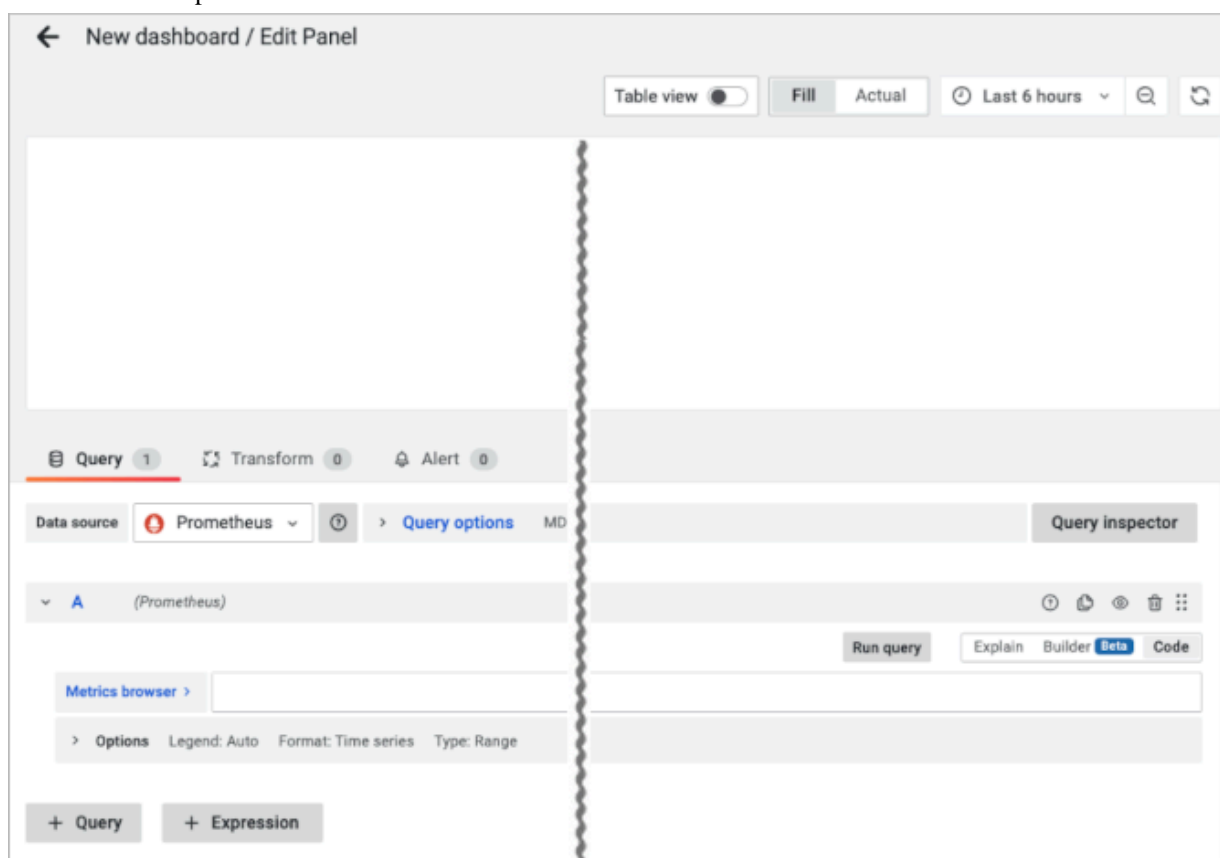 New dashboard / Edit Panel
Table view Fill Actual Last 6 hours
Query 1 Transform 0 Alert 0
Data source Prometheus Query options MD Query inspector
A (Prometheus)
Run query Explain Builder Beta Code
Metrics browser >
> Options Legend: Auto Format: Time series Type: Range
+ Query + Expression